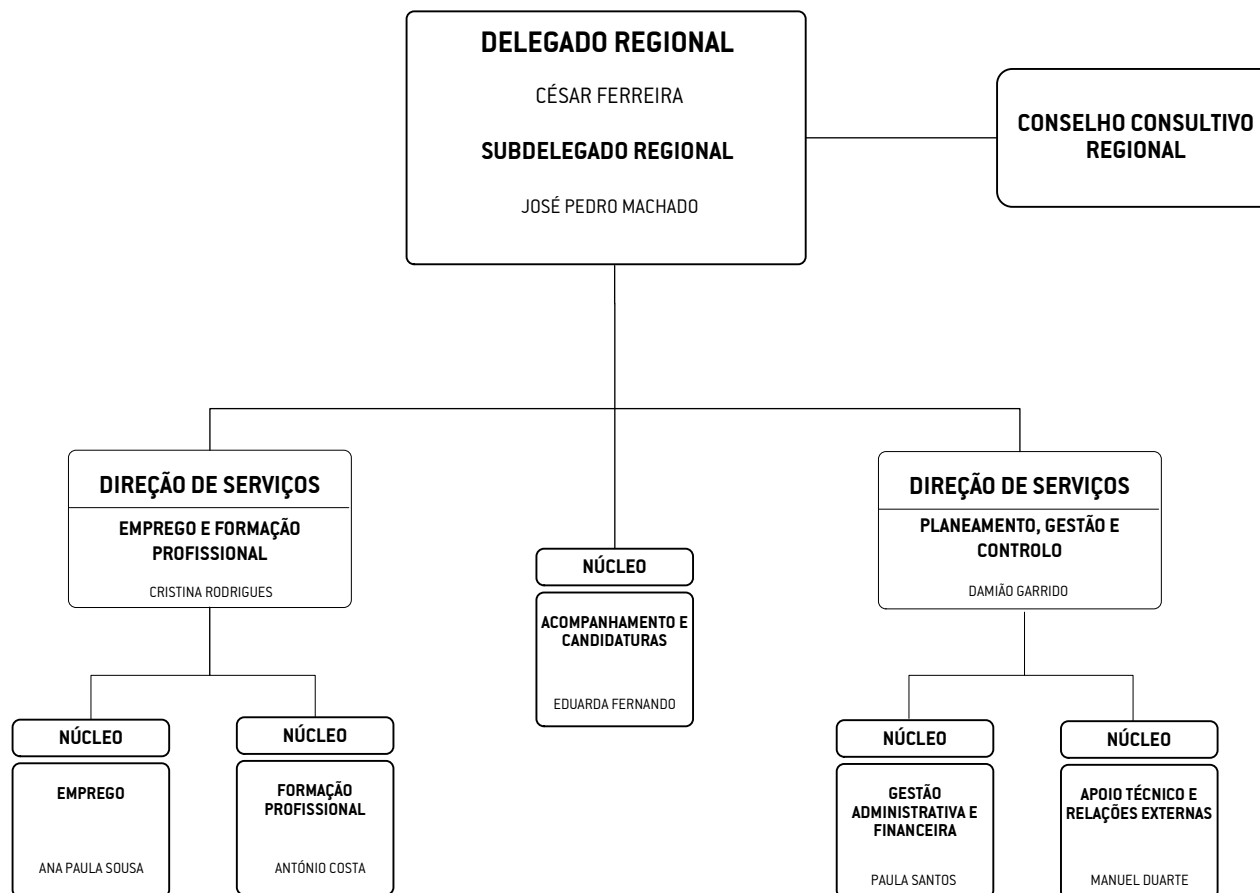 DELEGADO REGIONAL
CÉSAR FERREIRA
SUBDELEGADO REGIONAL
JOSÉ PEDRO MACHADO
CONSELHO CONSULTIVO
REGIONAL
DIREÇÃO DE SERVIÇOS
EMPREGO E FORMAÇÃO
PROFISSIONAL
CRISTINA RODRIGUES
NÚCLEO
ACOMPANHAMENTO E
CANDIDATURAS
EDUARDA FERNANDO
DIREÇÃO DE SERVIÇOS
PLANEAMENTO, GESTÃO E
CONTROLO
DAMIÃO GARRIDO
NÚCLEO
EMPREGO
ANA PAULA SOUSA
NÚCLEO
FORMAÇÃO
PROFISSIONAL
ANTÓNIO COSTA
NÚCLEO
GESTÃO
ADMINISTRATIVA E
FINANCEIRA
PAULA SANTOS
NÚCLEO
APOIO TÉCNICO E
RELAÇÕES EXTERNAS
MANUEL DUARTE